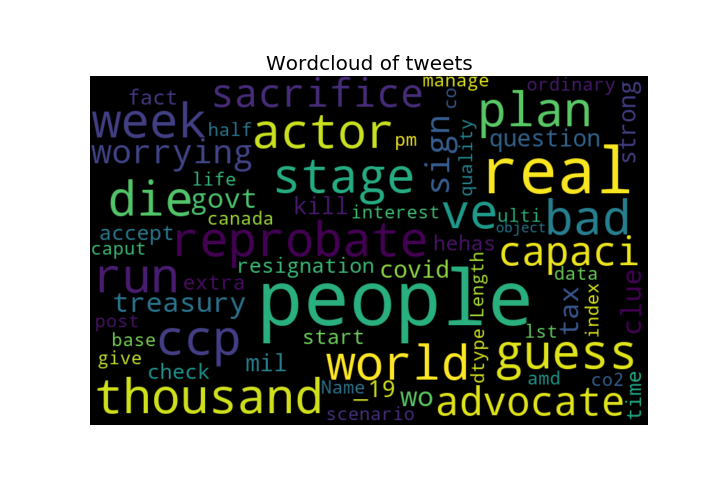 Wordcloud of tweets
fact sacrifice manage co ordinary strong
week half actor pm sign quality plan question
worrying life stage real
die govt canada kill interest ve ulti object bad
accept caput reprobate hehas capaci
run extra resignation covid data clue
treasury people dtype Length tax index
post base ccp start lst guess
give check mil world amd co2 time
thousand Name _19 wo advocate
scenario